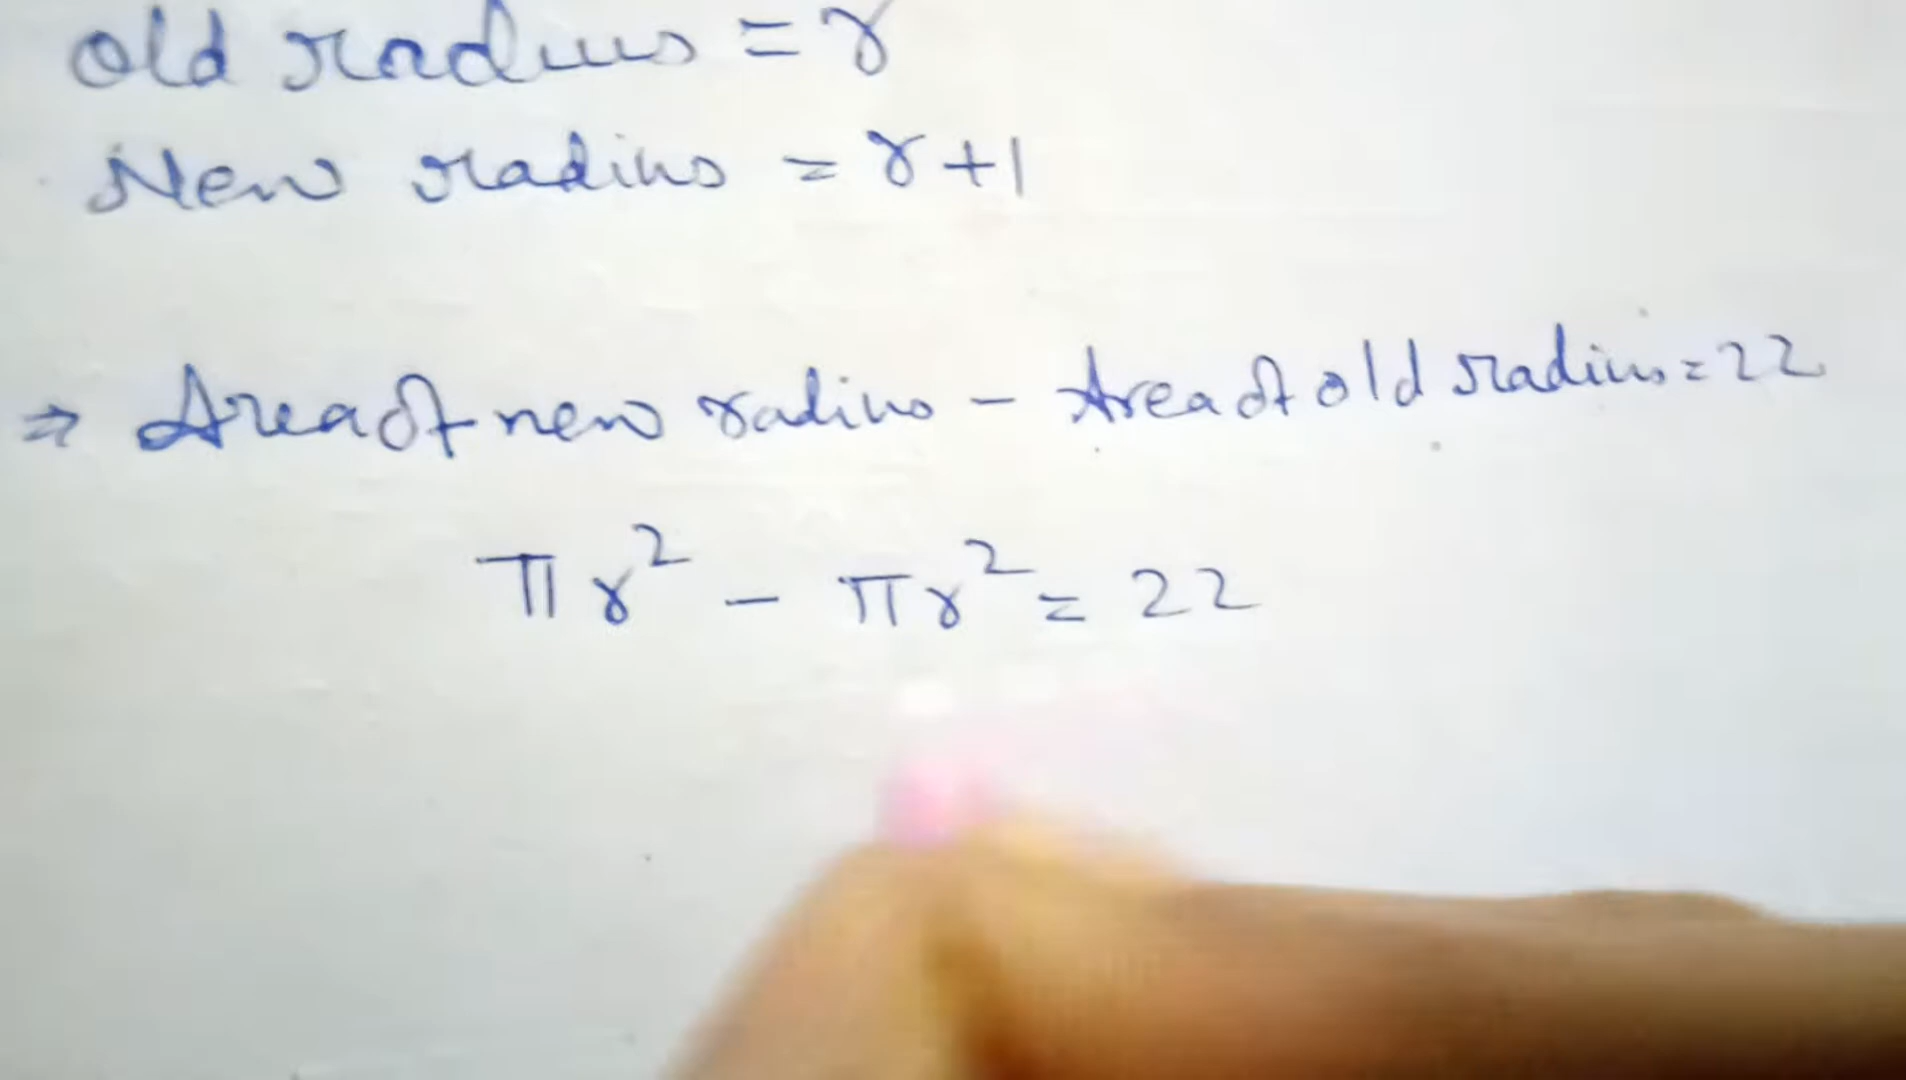 old radius = r
New radius = r+1
⇒ Area of new radius - Area of old radius = 22
πr² - πr² = 22